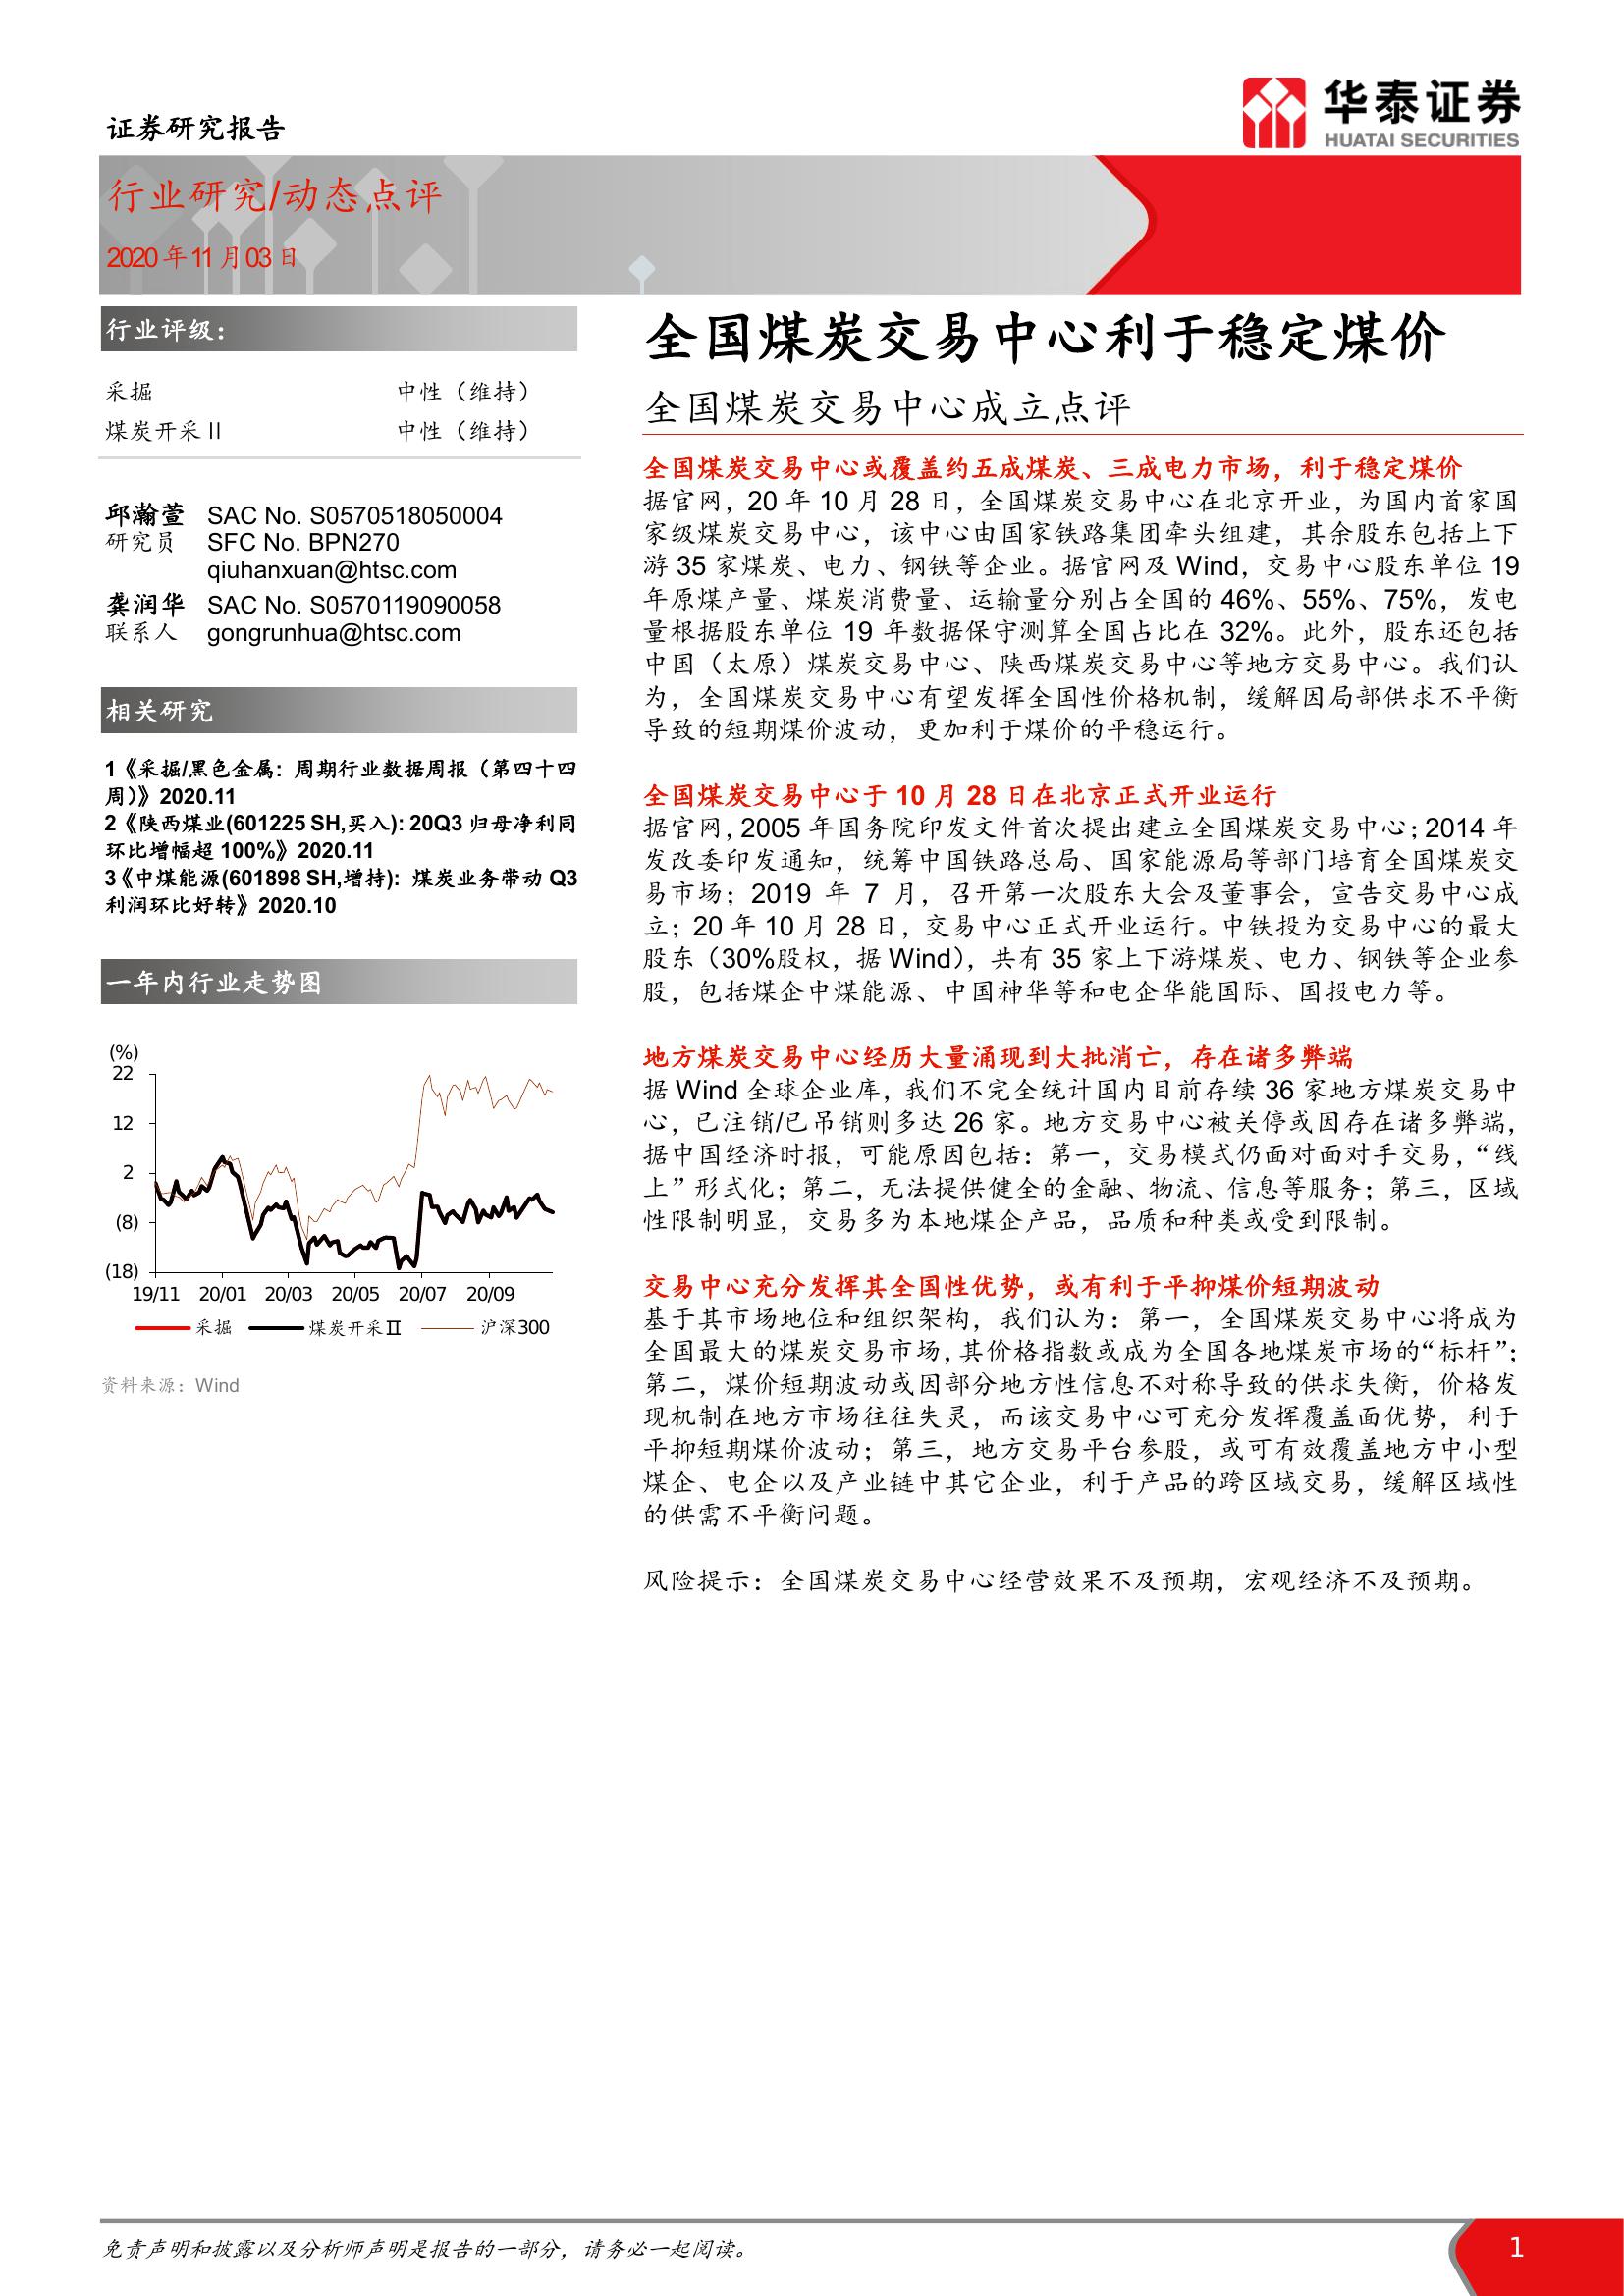 证券研究报告
华泰证券
HUATAI SECURITIES
行业研究/动态点评
2020年11月03日
行业评级：
采掘 中性（维持）
煤炭开采II 中性（维持）
邱瀚萱 SAC No. S0570518050004
研究员 SFC No. BPN270
qiuhanxuan@htsc.com
龚润华 SAC No. S0570119090058
联系人 gongrunhua@htsc.com
相关研究
1《采掘/黑色金属：周期行业数据周报（第四十四
周）》2020.11
2《陕西煤业(601225 SH,买入): 20Q3 归母净利同
环比增幅超 100%》2020.11
3《中煤能源(601898 SH,增持): 煤炭业务带动 Q3
利润环比好转》2020.10
一年内行业走势图
(%)
22
12
2
(8)
(18)
19/11 20/01 20/03 20/05 20/07 20/09
采掘 煤炭开采Ⅱ 沪深300
资料来源：Wind
全国煤炭交易中心利于稳定煤价
全国煤炭交易中心成立点评
全国煤炭交易中心或覆盖约五成煤炭、三成电力市场，利于稳定煤价
据官网，20 年 10 月 28 日，全国煤炭交易中心在北京开业，为国内首家国
家级煤炭交易中心，该中心由国家铁路集团牵头组建，其余股东包括上下
游 35 家煤炭、电力、钢铁等企业。据官网及 Wind，交易中心股东单位 19
年原煤产量、煤炭消费量、运输量分别占全国的 46%、55%、75%，发电
量根据股东单位 19 年数据保守测算全国占比在 32%。此外，股东还包括
中国（太原）煤炭交易中心、陕西煤炭交易中心等地方交易中心。我们认
为，全国煤炭交易中心有望发挥全国性价格机制，缓解因局部供求不平衡
导致的短期煤价波动，更加利于煤价的平稳运行。
全国煤炭交易中心于 10 月 28 日在北京正式开业运行
据官网，2005 年国务院印发文件首次提出建立全国煤炭交易中心；2014 年
发改委印发通知，统筹中国铁路总局、国家能源局等部门培育全国煤炭交
易市场；2019 年 7 月，召开第一次股东大会及董事会，宣告交易中心成
立；20 年 10 月 28 日，交易中心正式开业运行。中铁投为交易中心的最大
股东（30%股权，据 Wind），共有 35 家上下游煤炭、电力、钢铁等企业参
股，包括煤企中煤能源、中国神华等和电企华能国际、国投电力等。
地方煤炭交易中心经历大量涌现到大批消亡，存在诸多弊端
据 Wind 全球企业库，我们不完全统计国内目前存续 36 家地方煤炭交易中
心，已注销/已吊销则多达 26 家。地方交易中心被关停或因存在诸多弊端，
据中国经济时报，可能原因包括：第一，交易模式仍面对面对手交易，“线
上”形式化；第二，无法提供健全的金融、物流、信息等服务；第三，区域
性限制明显，交易多为本地煤企产品，品质和种类或受到限制。
交易中心充分发挥其全国性优势，或有利于平抑煤价短期波动
基于其市场地位和组织架构，我们认为：第一，全国煤炭交易中心将成为
全国最大的煤炭交易市场，其价格指数或成为全国各地煤炭市场的“标杆”；
第二，煤价短期波动或因部分地方性信息不对称导致的供求失衡，价格发
现机制在地方市场往往失灵，而该交易中心可充分发挥覆盖面优势，利于
平抑短期煤价波动；第三，地方交易平台参股，或可有效覆盖地方中小型
煤企、电企以及产业链中其它企业，利于产品的跨区域交易，缓解区域性
的供需不平衡问题。
风险提示：全国煤炭交易中心经营效果不及预期，宏观经济不及预期。
免责声明和披露以及分析师声明是报告的一部分，请务必一起阅读。
1